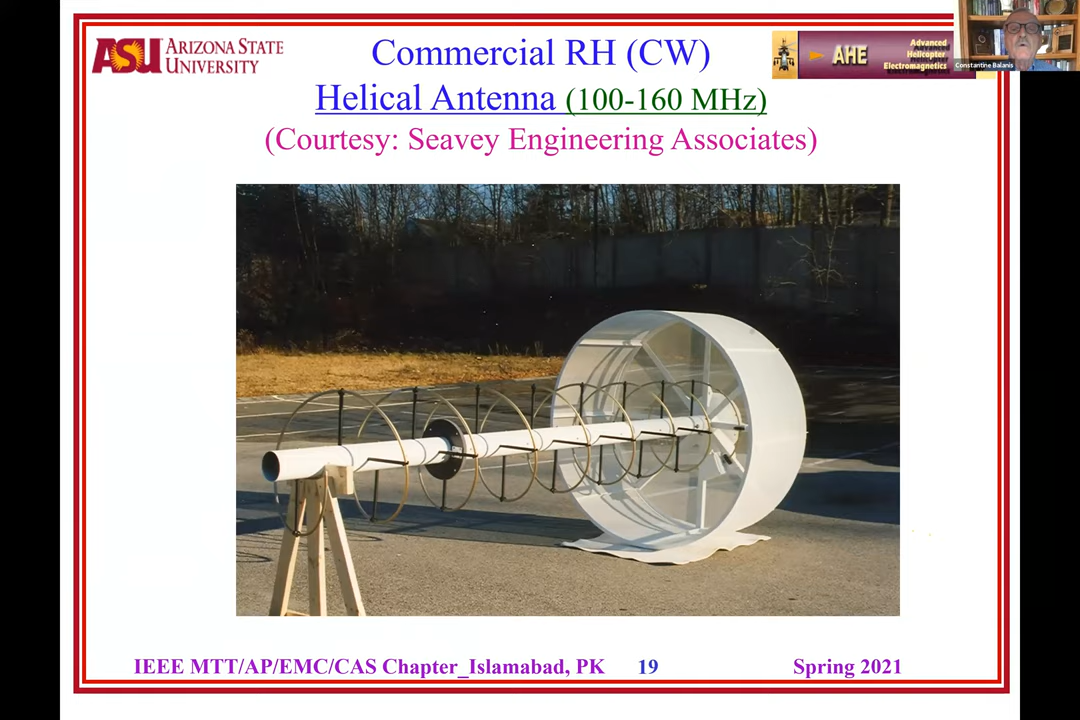 ASU ARIZONA STATE
UNIVERSITY
Commercial RH (CW)
Helical Antenna (100-160 MHz)
(Courtesy: Seavey Engineering Associates)
AHE
Advanced
Helicopter
Electromagnetics
Constantine Balanis
IEEE MTT/AP/EMC/CAS Chapter_Islamabad, PK 19 Spring 2021